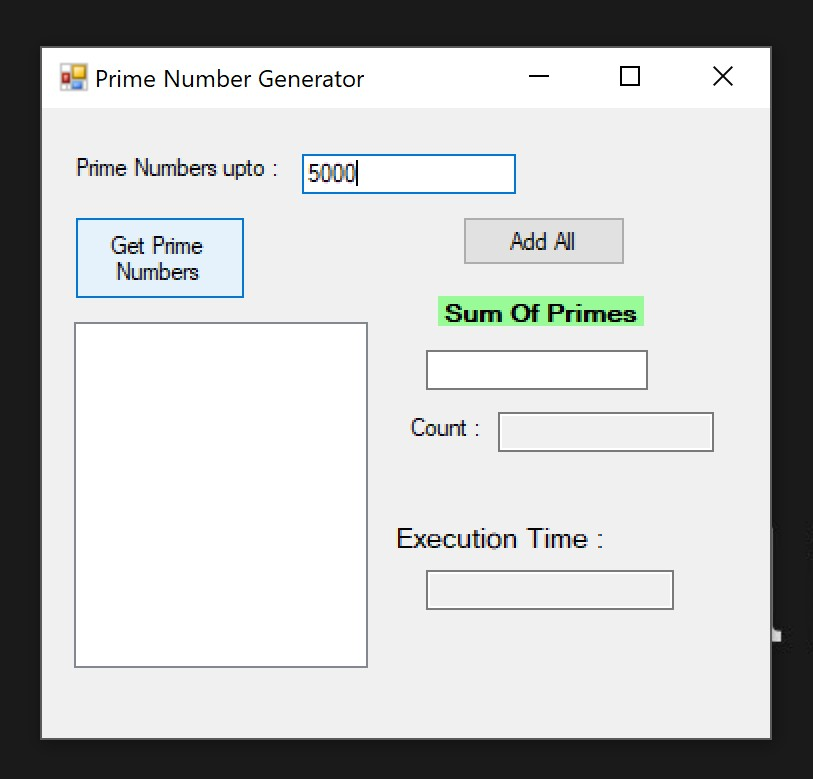 Prime Number Generator
Prime Numbers upto :
5000
Get Prime
Numbers
Add All
Sum Of Primes
Count :
Execution Time :